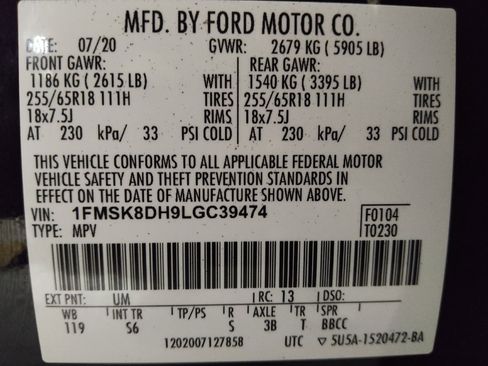 MFD. BY FORD MOTOR CO.
DATE: 07/20 GVWR: 2679 KG ( 5905 LB)
FRONT GAWR: REAR GAWR:
1186 KG ( 2615 LB) WITH 1540 KG ( 3395 LB) WITH
255/65R18 111H TIRES 255/65R18 111H TIRES
18x7.5J RIMS 18x7.5J RIMS
AT 230 kPa/ 33 PSI COLD AT 230 kPa/ 33 PSI COLD
THIS VEHICLE CONFORMS TO ALL APPLICABLE FEDERAL MOTOR
VEHICLE SAFETY AND THEFT PREVENTION STANDARDS IN
EFFECT ON THE DATE OF MANUFACTURE SHOWN ABOVE.
VIN: 1FMSK8DH9LGC39474 F0104
TYPE: MPV T0230
EXT PNT: UM RC: 13 DSO:
WB INT TR TP/PS R AXLE TR SPR
119 S6 S 3B T BBCC
1202007127858 UTC ▽ 5U5A-1520472-BA